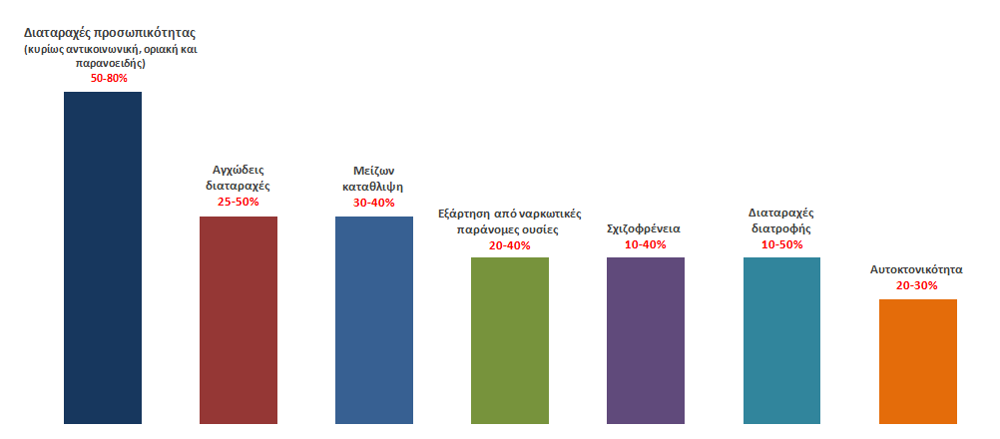 Διαταραχές προσωπικότητας
(κυρίως αντικοινωνική, οριακή και
παρανοειδής)
50-80%
Αγχώδεις
διαταραχές
25-50%
Μείζων
καταθλιψη
30-40%
Εξάρτηση από ναρκωτικές
παράνομες ουσίες
20-40%
Σχιζοφρένεια
10-40%
Διαταραχές
διατροφής
10-50%
Αυτοκτονικότητα
20-30%